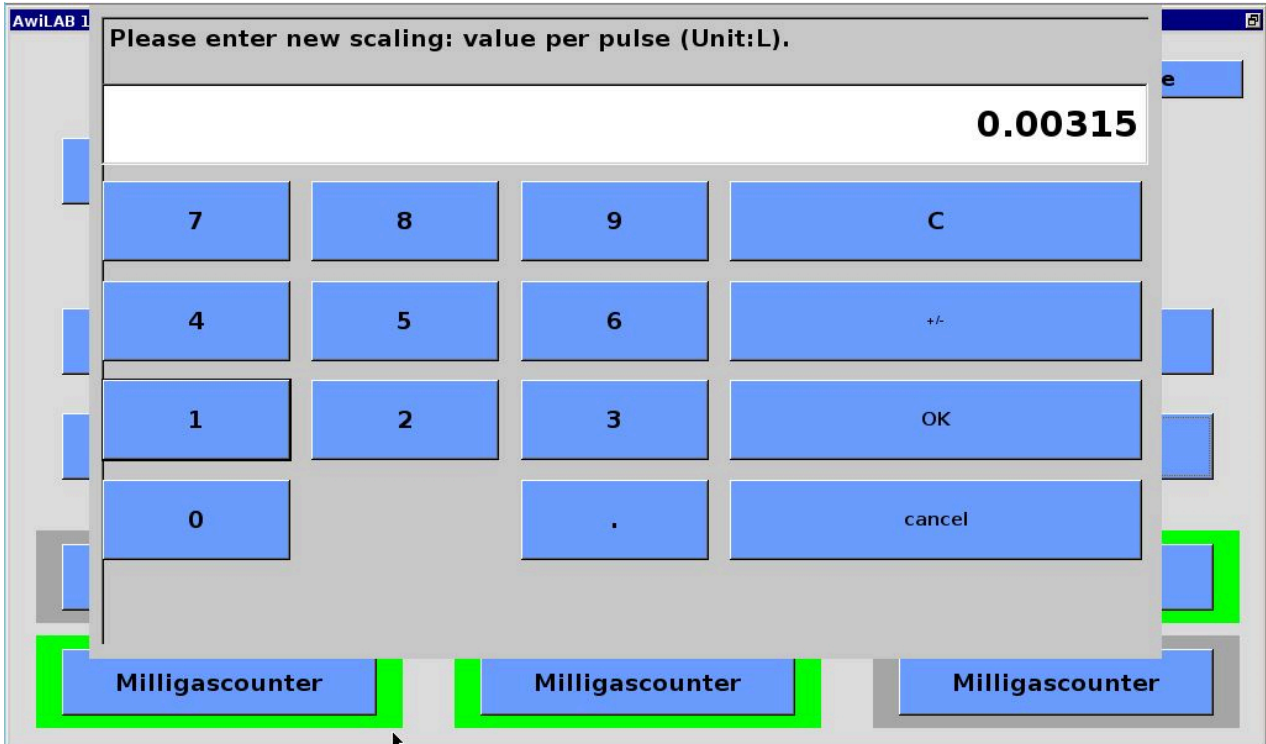 AwiLAB 1
Please enter new scaling: value per pulse (Unit:L).
e
0.00315
7 8 9 C
4 5 6 +/-
1 2 3 OK
0 . cancel
Milligascounter Milligascounter Milligascounter